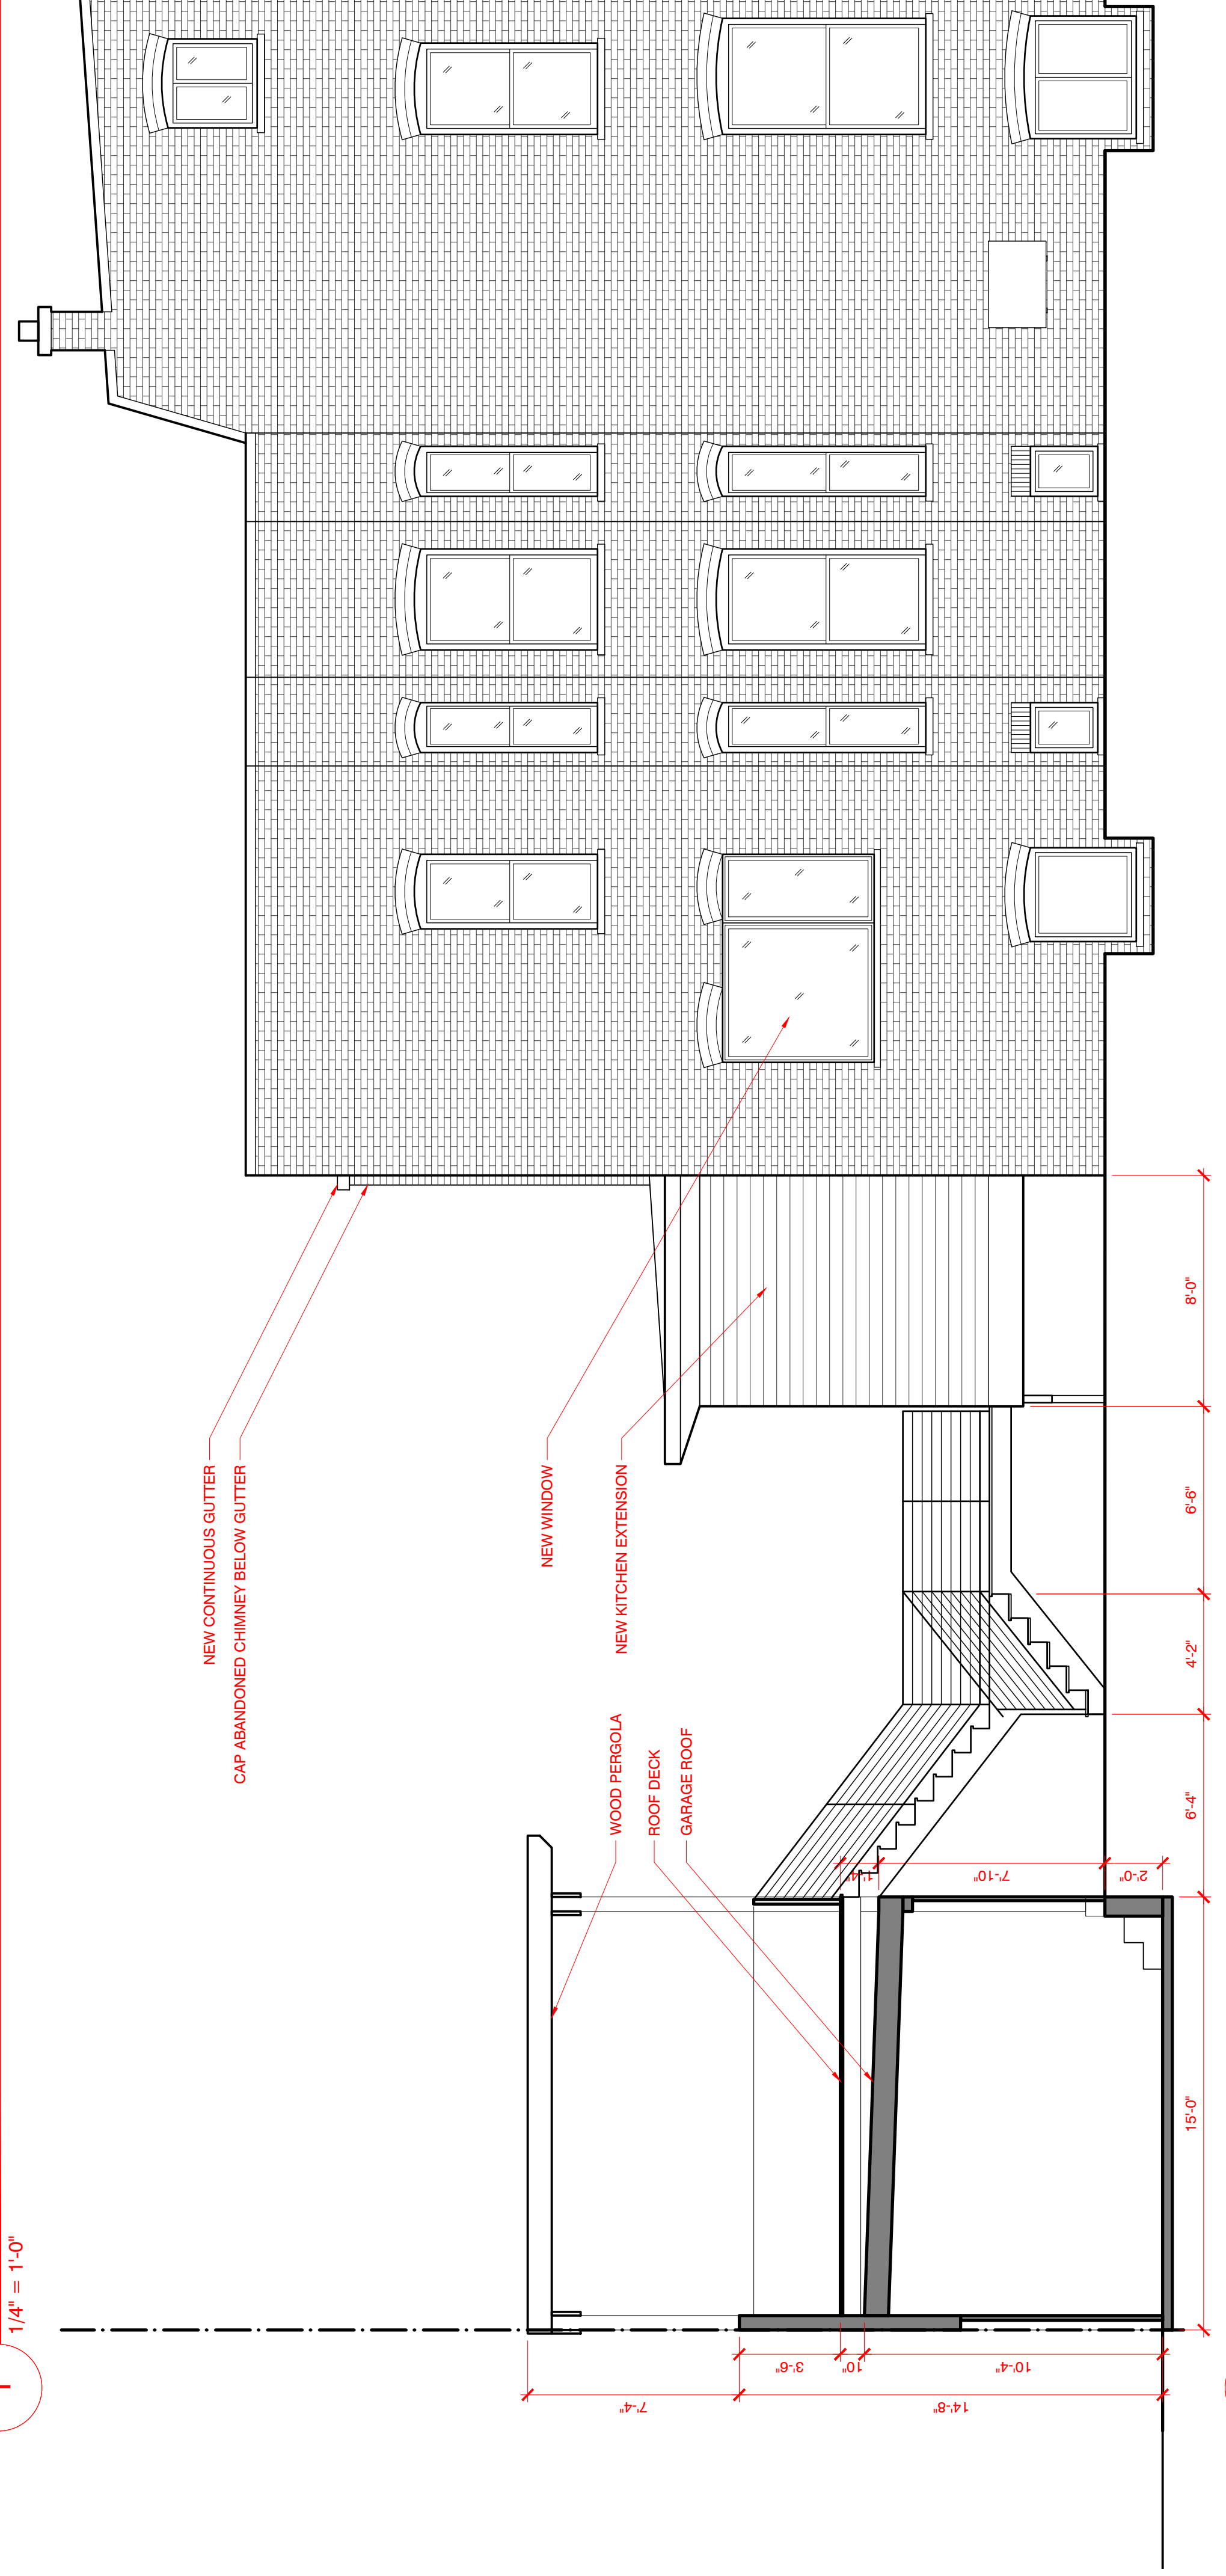 1/4" = 1'-0"
NEW CONTINUOUS GUTTER
CAP ABANDONED CHIMNEY BELOW GUTTER
NEW WINDOW
NEW KITCHEN EXTENSION
WOOD PERGOLA
ROOF DECK
GARAGE ROOF
7'-4"
14'-8"
3'-6"
10"
10'-4"
1'-4"
7'-10"
2'-0"
15'-0"
6'-4"
4'-2"
6'-6"
8'-0"